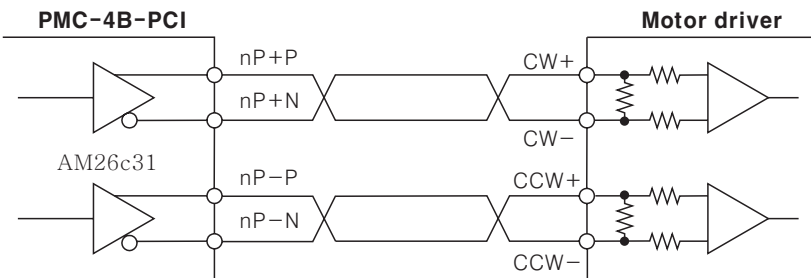 PMC-4B-PCI
Motor driver
nP+P
CW+
nP+N
CW-
AM26c31
nP-P
CCW+
nP-N
CCW-